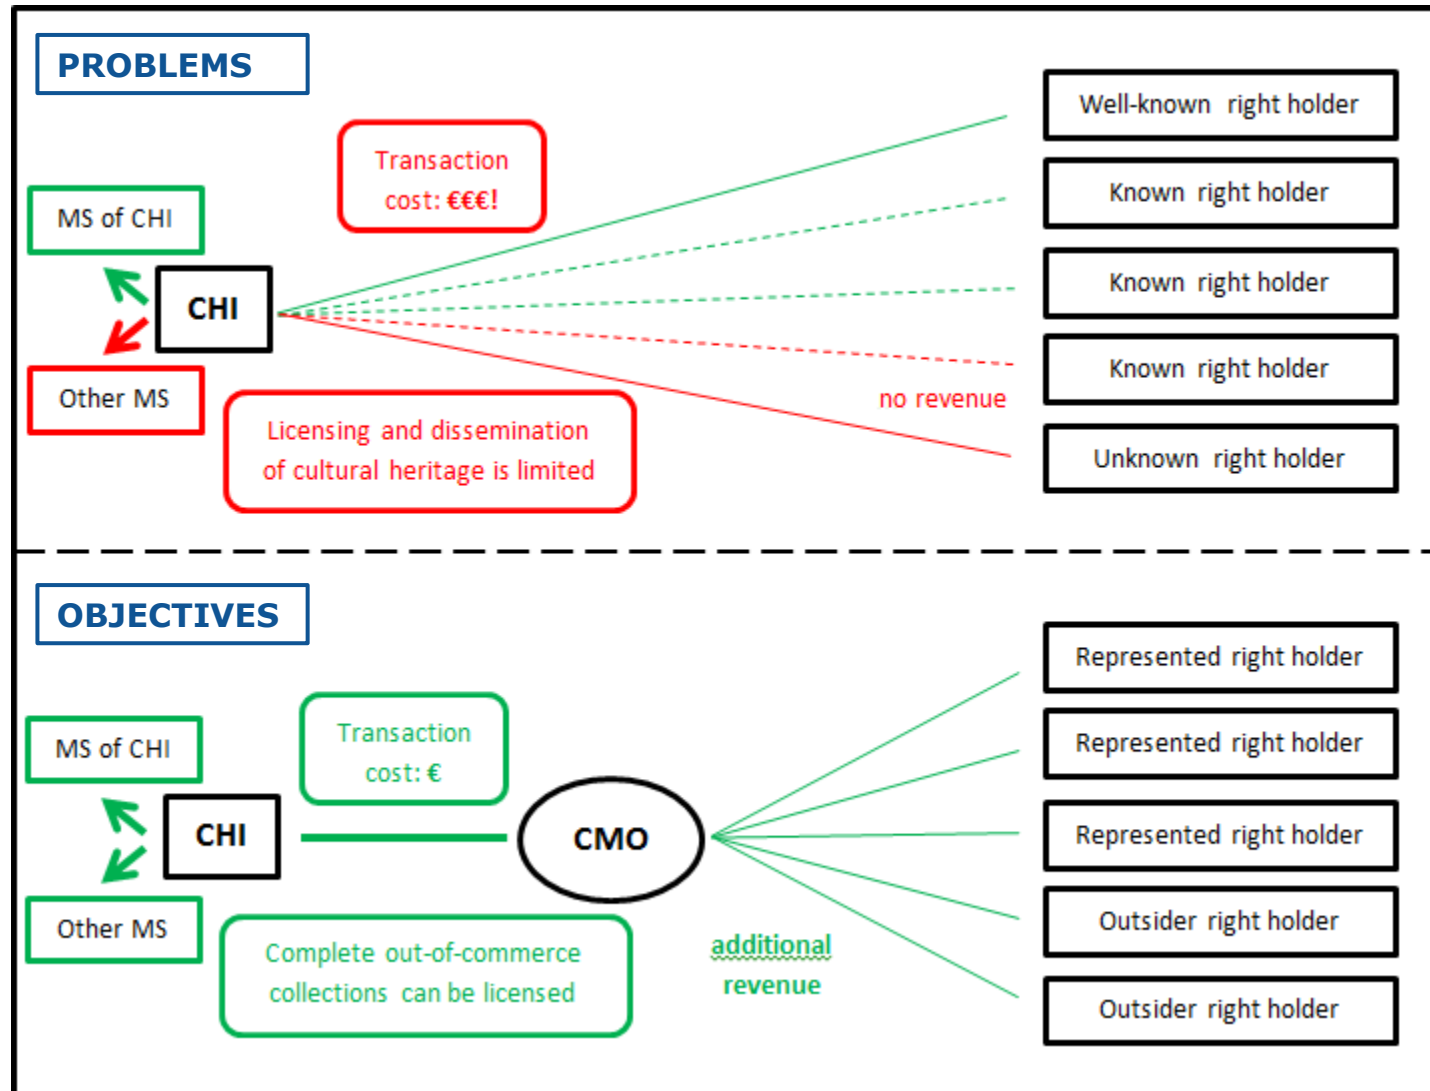 PROBLEMS
Well-known right holder
Transaction
cost: €€€!
Known right holder
MS of CHI
Known right holder
CHI
Known right holder
Other MS
no revenue
Licensing and dissemination
of cultural heritage is limited
Unknown right holder
OBJECTIVES
Represented right holder
Transaction
cost: €
MS of CHI
Represented right holder
CHI
CMO
Represented right holder
Other MS
Outsider right holder
Complete out-of-commerce
collections can be licensed
additional
revenue
Outsider right holder